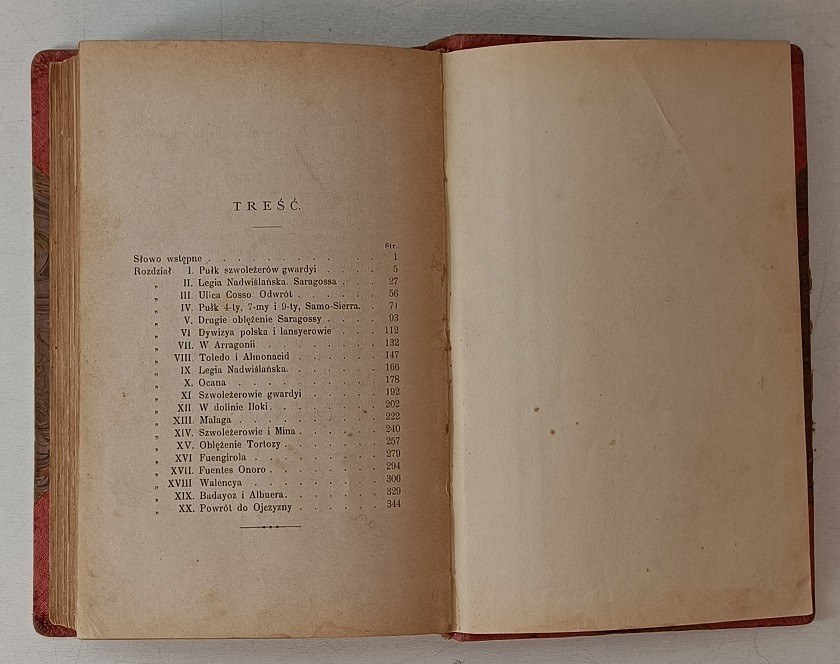 TREŚĆ.
Str.
Słowo wstępne . . . . . . . . . . . . 1
Rozdział I. Pułk szwoleżerów gwardyi . . . . 5
„ II. Legia Nadwiślańska. Saragossa . . . 27
„ III. Ulica Cosso Odwrót . . . . . . 56
„ IV. Pułk 4-ty, 7-my i 9-ty, Samo-Sierra. . 71
„ V. Drugie oblężenie Saragossy . . . . 93
„ VI Dywizya polska i lansyerowie . . . 112
„ VII. W Arragonii . . . . . . . . 132
„ VIII. Toledo i Almonacid . . . . . . 147
„ IX Legia Nadwiślańska. . . . . . . 166
„ X. Ocana . . . . . . . . . . 178
„ XI. Szwoleżerowie gwardyi . . . . . 192
„ XII. W dolinie Iloki . . . . . . . . 202
„ XIII. Malaga . . . . . . . . . . 222
„ XIV. Szwoleżerowie i Mina . . . . . . 240
„ XV. Oblężenie Tortozy . . . . . . . 257
„ XVI Fuengirola . . . . . . . . . 279
„ XVII. Fuentes Onoro . . . . . . . . 294
„ XVIII Walencya . . . . . . . . . 306
„ XIX. Badayoz i Albuera. . . . . . . 329
„ XX. Powrót do Ojczyzny . . . . . . 344